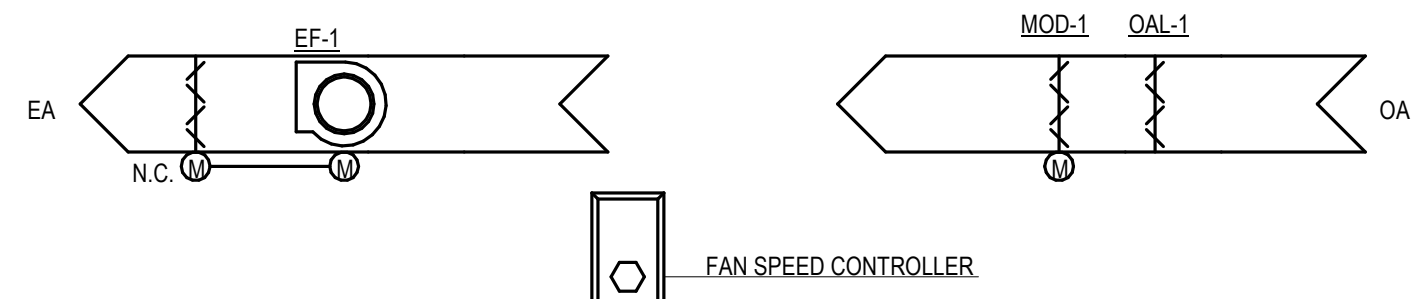 EF-1
MOD-1
OAL-1
EA
OA
N.C.
M
M
M
FAN SPEED CONTROLLER